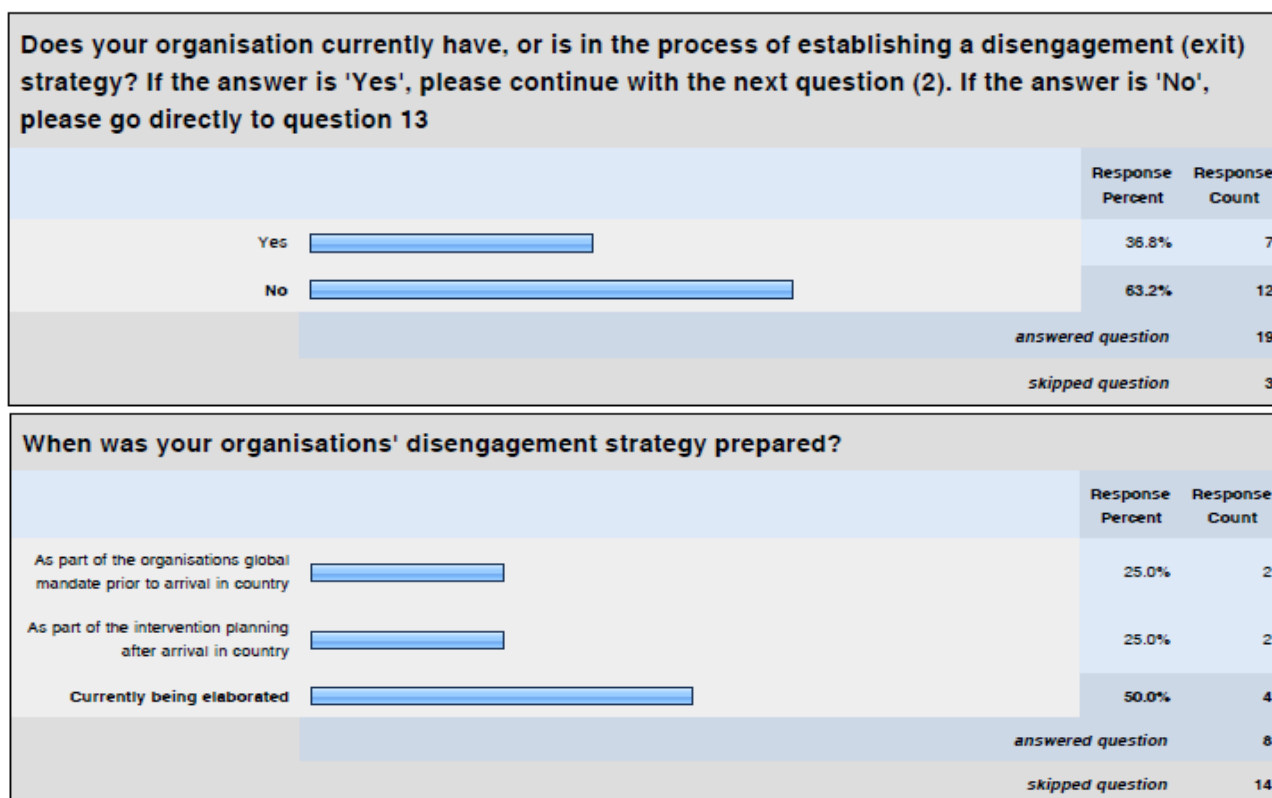 Does your organisation currently have, or is in the process of establishing a disengagement (exit)
strategy? If the answer is 'Yes', please continue with the next question (2). If the answer is 'No',
please go directly to question 13
Response Percent Response Count
Yes 36.8% 7
No 63.2% 12
answered question 19
skipped question 3
When was your organisations' disengagement strategy prepared?
Response Percent Response Count
As part of the organisations global
mandate prior to arrival in country 25.0% 2
As part of the intervention planning
after arrival in country 25.0% 2
Currently being elaborated 50.0% 4
answered question 8
skipped question 14